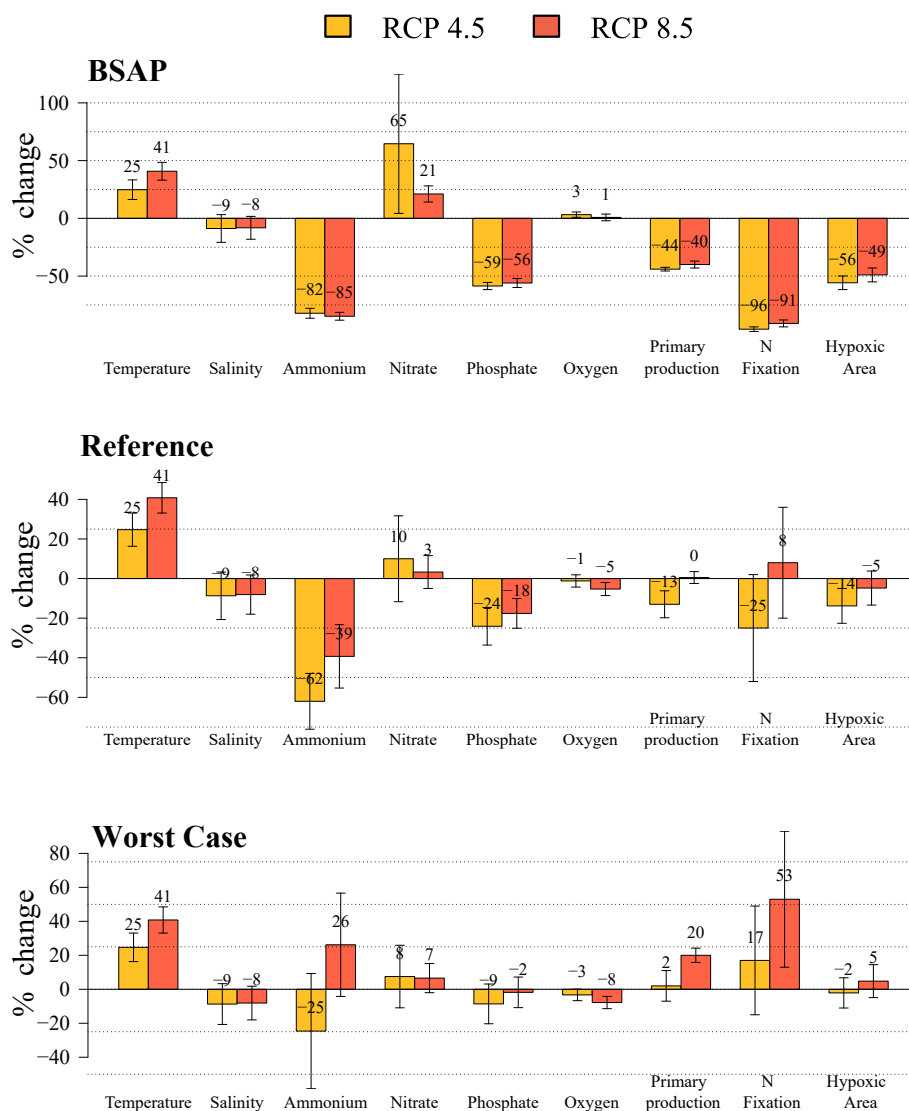 RCP 4.5 RCP 8.5
BSAP
% change
100
50
0
−50
25 41 −9 −8 −82 −85 65 21 −59 −56 3 1 −44 −40 −96 −91 −56 −49
Temperature Salinity Ammonium Nitrate Phosphate Oxygen Primary production N Fixation Hypoxic Area
Reference
% change
40
20
0
−20
−40
−60
25 41 −9 −8 −62 −39 10 3 −24 −18 −1 −5 −13 0 −25 8 −14 −5
Temperature Salinity Ammonium Nitrate Phosphate Oxygen Primary production N Fixation Hypoxic Area
Worst Case
% change
80
60
40
20
0
−20
−40
25 41 −9 −8 −25 26 8 7 −9 −2 −3 −8 2 20 17 53 −2 5
Temperature Salinity Ammonium Nitrate Phosphate Oxygen Primary production N Fixation Hypoxic Area